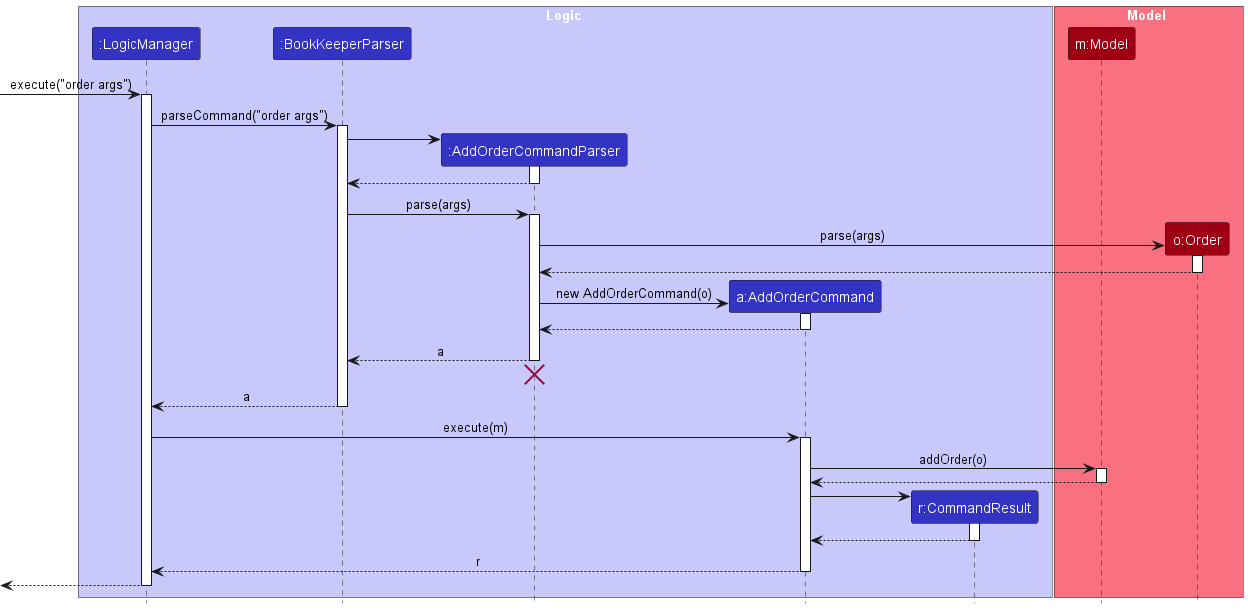 Logic
Model
:LogicManager
:BookKeeperParser
m:Model
execute("order args")
parseCommand("order args")
:AddOrderCommandParser
parse(args)
parse(args)
o:Order
new AddOrderCommand(o)
a:AddOrderCommand
a
a
execute(m)
addOrder(o)
r:CommandResult
r